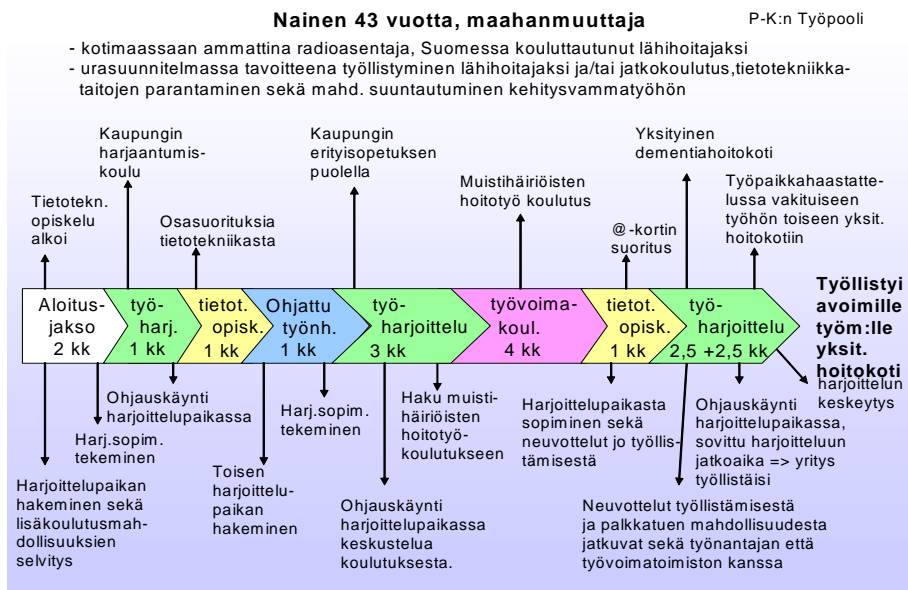 Nainen 43 vuotta, maahanmuuttaja
P-K:n Työpooli
- kotimaassaan ammattina radioasentaja, Suomessa kouluttautunut lähihoitajaksi
- urasuunnitelmassa tavoitteena työllistyminen lähihoitajaksi ja/tai jatkokoulutus,tietotekniikka-
taitojen parantaminen sekä mahd. suuntautuminen kehitysvammatyöhön
Tietotekn.
opiskelu
alkoi
Kaupungin
harjaantumis-
koulu
Osasuorituksia
tietotekniikasta
Kaupungin
erityisopetuksen
puolella
Muistihäiriöisten
hoitotyö koulutus
@-kortin
suoritus
Yksityinen
dementiahoitokoti
Työpaikkahaastatte-
lussa vakituiseen
työhön toiseen yksit.
hoitokotiin
Aloitus-
jakso
2 kk
työ-
harj.
1 kk
tietot.
opisk.
1 kk
Ohjattu
työnh.
1 kk
työ-
harjoittelu
3 kk
työvoima-
koul.
4 kk
tietot.
opisk.
1 kk
työ-
harjoittelu
2,5 +2,5 kk
Työllistyi
avoimille
työm:lle
yksit.
hoitokoti
Harjoittelupaikan
hakeminen sekä
lisäkoulutusmah-
dollisuuksien
selvitys
Harj.sopim.
tekeminen
Ohjauskäynti
harjoittelupaikassa
Toisen
harjoittelu-
paikan
hakeminen
Harj.sopim.
tekeminen
Ohjauskäynti
harjoittelupaikassa
keskustelua
koulutuksesta.
Haku muisti-
häiriöisten
hoitotyö-
koulutukseen
Harjoittelupaikasta
sopiminen sekä
neuvottelut jo työllis-
tämisestä
Neuvottelut työllistämisestä
ja palkkatuen mahdollisuudesta
jatkuvat sekä työnantajan että
työvoimatoimiston kanssa
Ohjauskäynti
harjoittelupaikassa,
sovittu harjoitteluun
jatkoaika => yritys
työllistäisi
harjoittelun
keskeytys